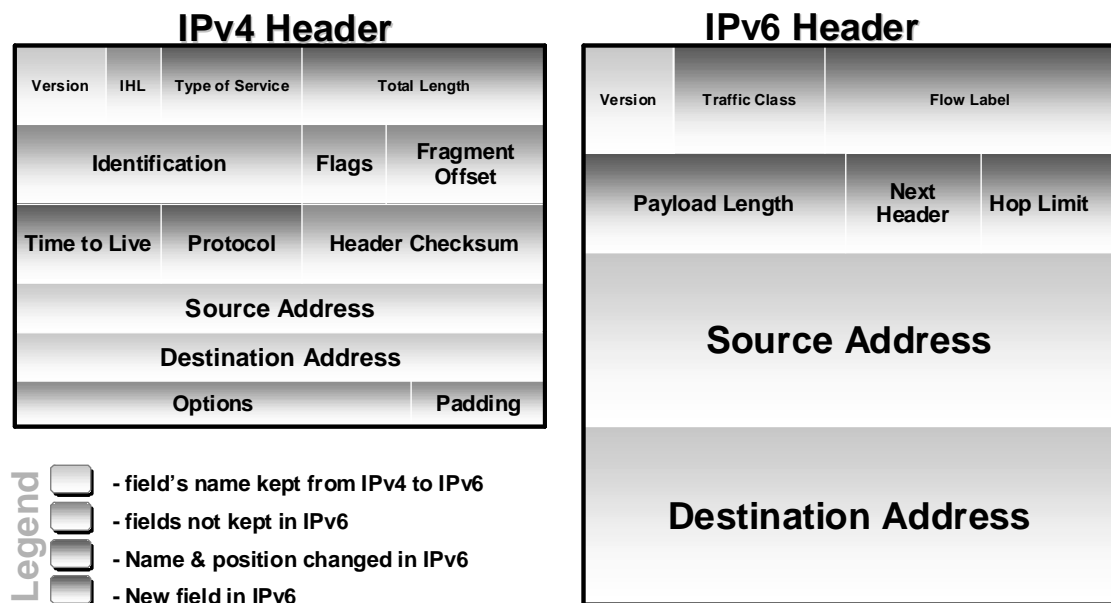 IPv4 Header
Version IHL Type of Service Total Length
Identification Flags Fragment
Offset
Time to Live Protocol Header Checksum
Source Address
Destination Address
Options Padding
IPv6 Header
Version Traffic Class Flow Label
Payload Length Next
Header Hop Limit
Source Address
Destination Address
Legend
- field's name kept from IPv4 to IPv6
- fields not kept in IPv6
- Name & position changed in IPv6
- New field in IPv6